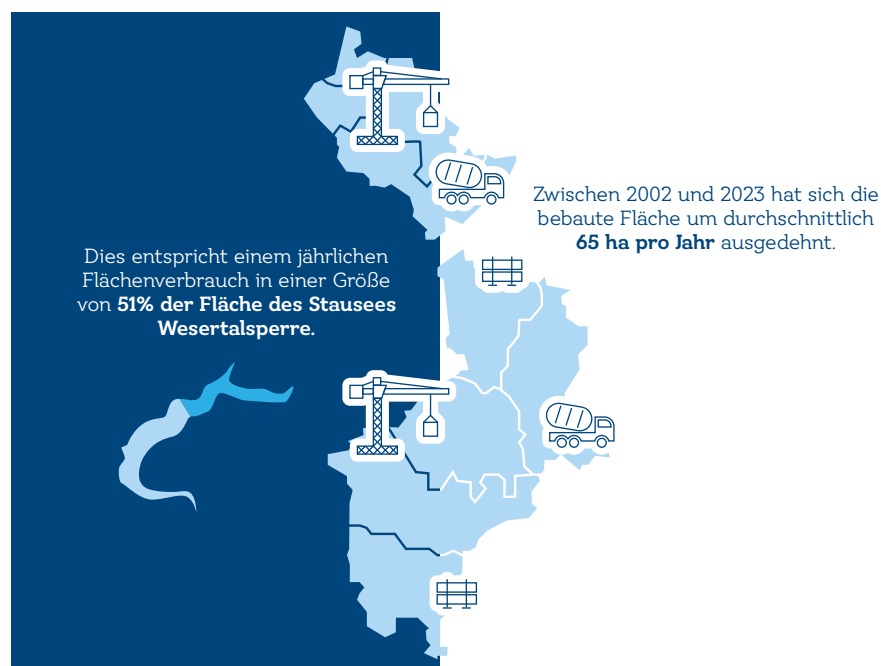 Zwischen 2002 und 2023 hat sich die
bebaute Fläche um durchschnittlich
65 ha pro Jahr ausgedehnt.
Dies entspricht einem jährlichen
Flächenverbrauch in einer Größe
von 51% der Fläche des Stausees
Wesertalsperre.